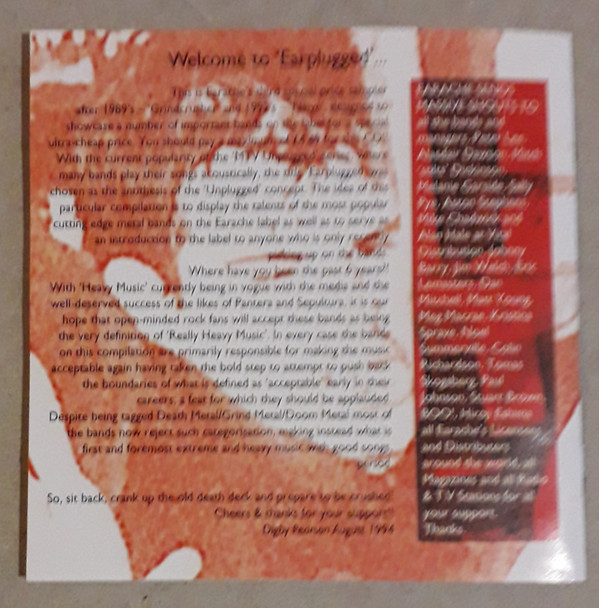 Welcome to 'Earplugged'...
This is Earache's third special price sampler
after 1989's - 'Grindcrusher' and 1992's - designed to
showcase a number of important bands on the label for a special
ultra-cheap price. You should pay a maximum of for the CD!
With the current popularity of the 'MTV Unplugged' series, where
many bands play their songs acoustically, the title Earplugged was
chosen as the antithesis of the 'Unplugged' concept. The idea of this
particular compilation is to display the talents of the most popular
cutting edge metal bands on the Earache label as well as to serve as
an introduction to the label to anyone who is only recently
picking up on the bands.
Where have you been the past 6 years!!
With 'Heavy Music' currently being in vogue with the media and the
well-deserved success of the likes of Pantera and Sepultura, it is our
hope that open-minded rock fans will accept these bands as being
the very definition of 'Really Heavy Music'. In every case the bands
on this compilation are primarily responsible for making the music
acceptable again having taken the bold step to attempt to push back
the boundaries of what is defined as 'acceptable' early in their
careers, a feat for which they should be applauded.
Despite being tagged Death Metal/Grind Metal/Doom Metal most of
the bands now reject such categorisation, making instead what is
first and foremost extreme and heavy music with good songs
period.
So, sit back, crank up the old death deck and prepare to be crushed!
Cheers & thanks for your support!!
Digby Pearson August 1994
EARACHE SENDS
MASSIVE SHOUTS TO
all the bands and
managers, Peter Lee,
Dickinson,
Melanie Sally
Pye, Aston Stephens,
Mike Chadwick and
Alan Hale at Vital
Distribution, Johnny
Barry, Jim Welch, Eric
Lemasters, Dan
Mitchell, Matt Young,
Meg Macrae, Kristine
Noel
Summerville, Colin
Richardson, Tomas
Skogsberg, Paul
Johnson, Stuart Brown,
BOO!, Hiroy
all Earache's Licensees
and Distributors
around the world, all
Magazines and all Radio
& T.V Stations for all
your support.
Thanks